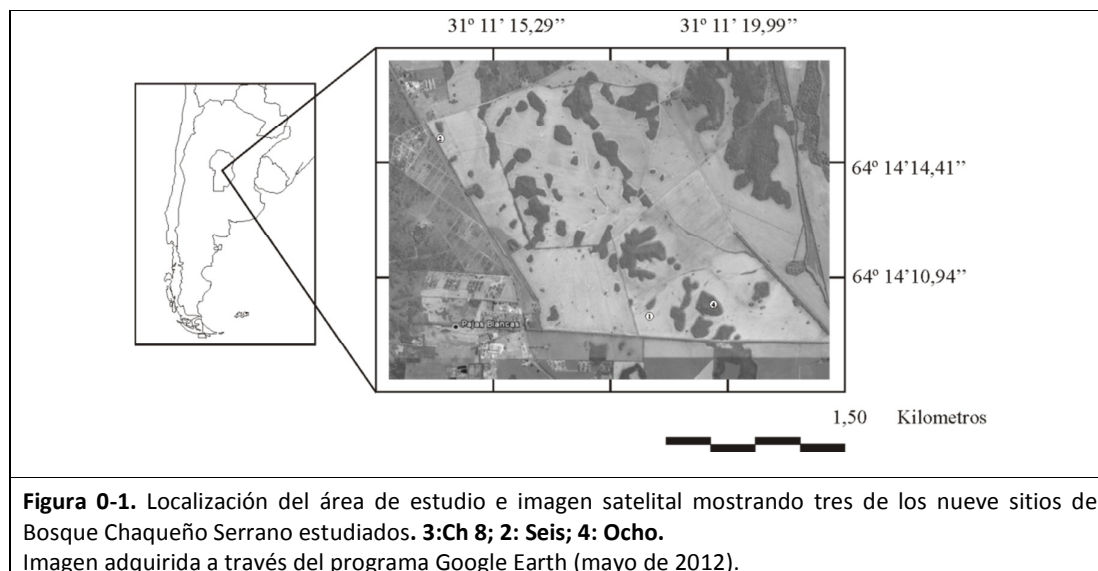 31º 11’ 15,29’’ 31º 11’ 19,99’’
64º 14’14,41’’
64º 14’10,94’’
4
1
Pajas Blancas
1,50 Kilometros
Figura 0-1. Localización del área de estudio e imagen satelital mostrando tres de los nueve sitios de
Bosque Chaqueño Serrano estudiados. 3:Ch 8; 2: Seis; 4: Ocho.
Imagen adquirida a través del programa Google Earth (mayo de 2012).